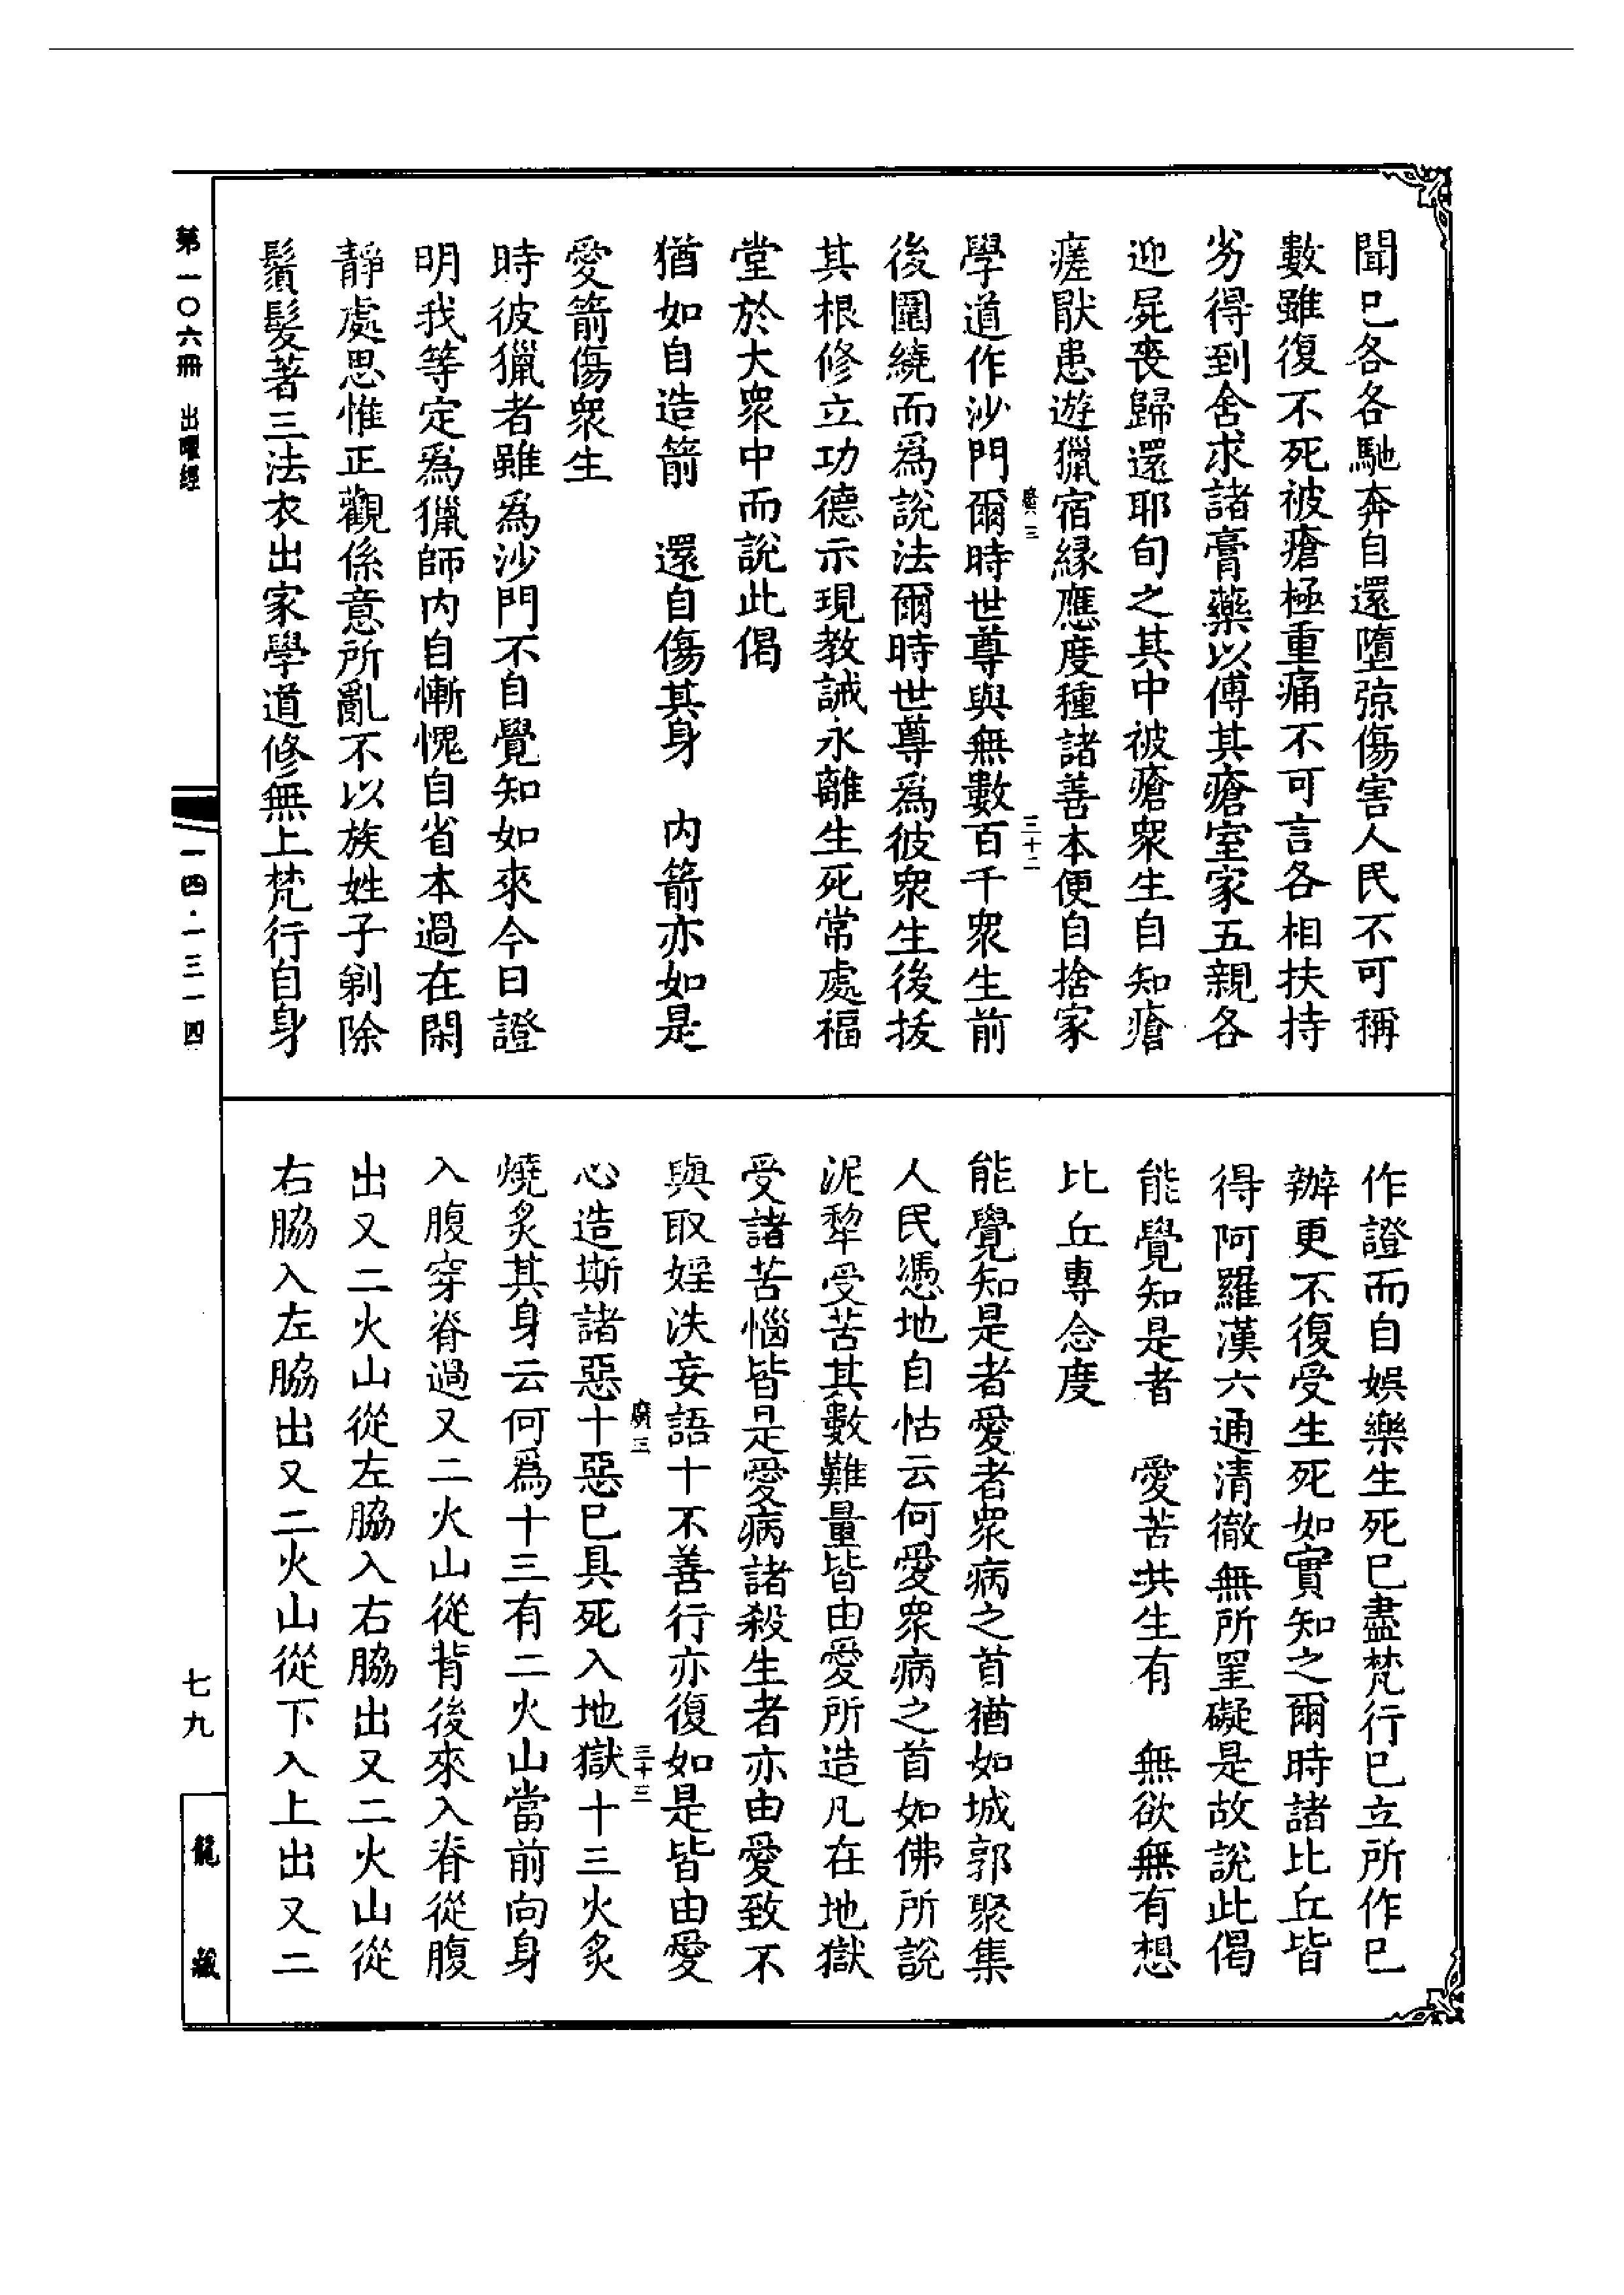 聞已各各馳奔自還墮弶傷害人民不可稱
數雖復不死被瘡極重痛不可言各相扶持
劣得到舍求諸膏藥以傅其瘡室家五親各
迎屍喪歸還耶旬之其中被瘡衆生自知瘡
瘥猒患遊獵宿緣應度種諸善本便自捨家
廣三 三十二
學道作沙門爾時世尊與無數百千衆生前
後圍繞而爲說法爾時世尊爲彼衆生後拔
其根修立功德示現教誡永離生死常處福
堂於大衆中而說此偈
猶如自造箭 還自傷其身 内箭亦如是
愛箭傷衆生
時彼獵者雖爲沙門不自覺知如來今日證
明我等定爲獵師内自慚愧自省本過在閑
靜處思惟正觀係意所亂不以族姓子剃除
鬚髮著三法衣出家學道修無上梵行自身
作證而自娛樂生死已盡梵行已立所作已
辦更不復受生死如實知之爾時諸比丘皆
得阿羅漢六通清徹無所罣礙是故說此偈
能覺知是者 愛苦共生有 無欲無有想
比丘專念度
能覺知是者愛者衆病之首猶如城郭聚集
人民憑地自怙云何愛衆病之首如佛所說
泥犂受苦其數難量皆由愛所造凡在地獄
受諸苦惱皆是愛病諸殺生者亦由愛致不
與取婬泆妄語十不善行亦復如是皆由愛
廣三 三十三
心造斯諸惡十惡已具死入地獄十三火炙
燒炙其身云何爲十三有二火山當前向身
入腹穿脊過又二火山從背後來入脊從腹
出又二火山從左脇入右脇出又二火山從
右脇入左脇出又二火山從下入上出又二
第一〇六冊 出曜經
一四·一三一四
七九
龍藏